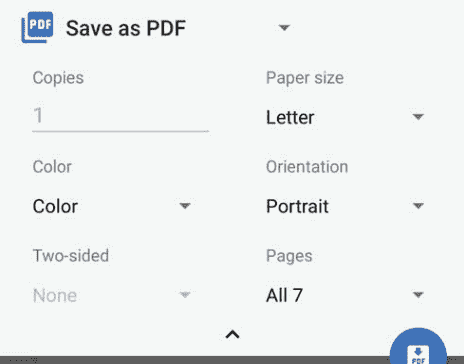 PDF Save as PDF
Copies Paper size
1 Letter
Color Orientation
Color Portrait
Two-sided Pages
None All 7
PDF